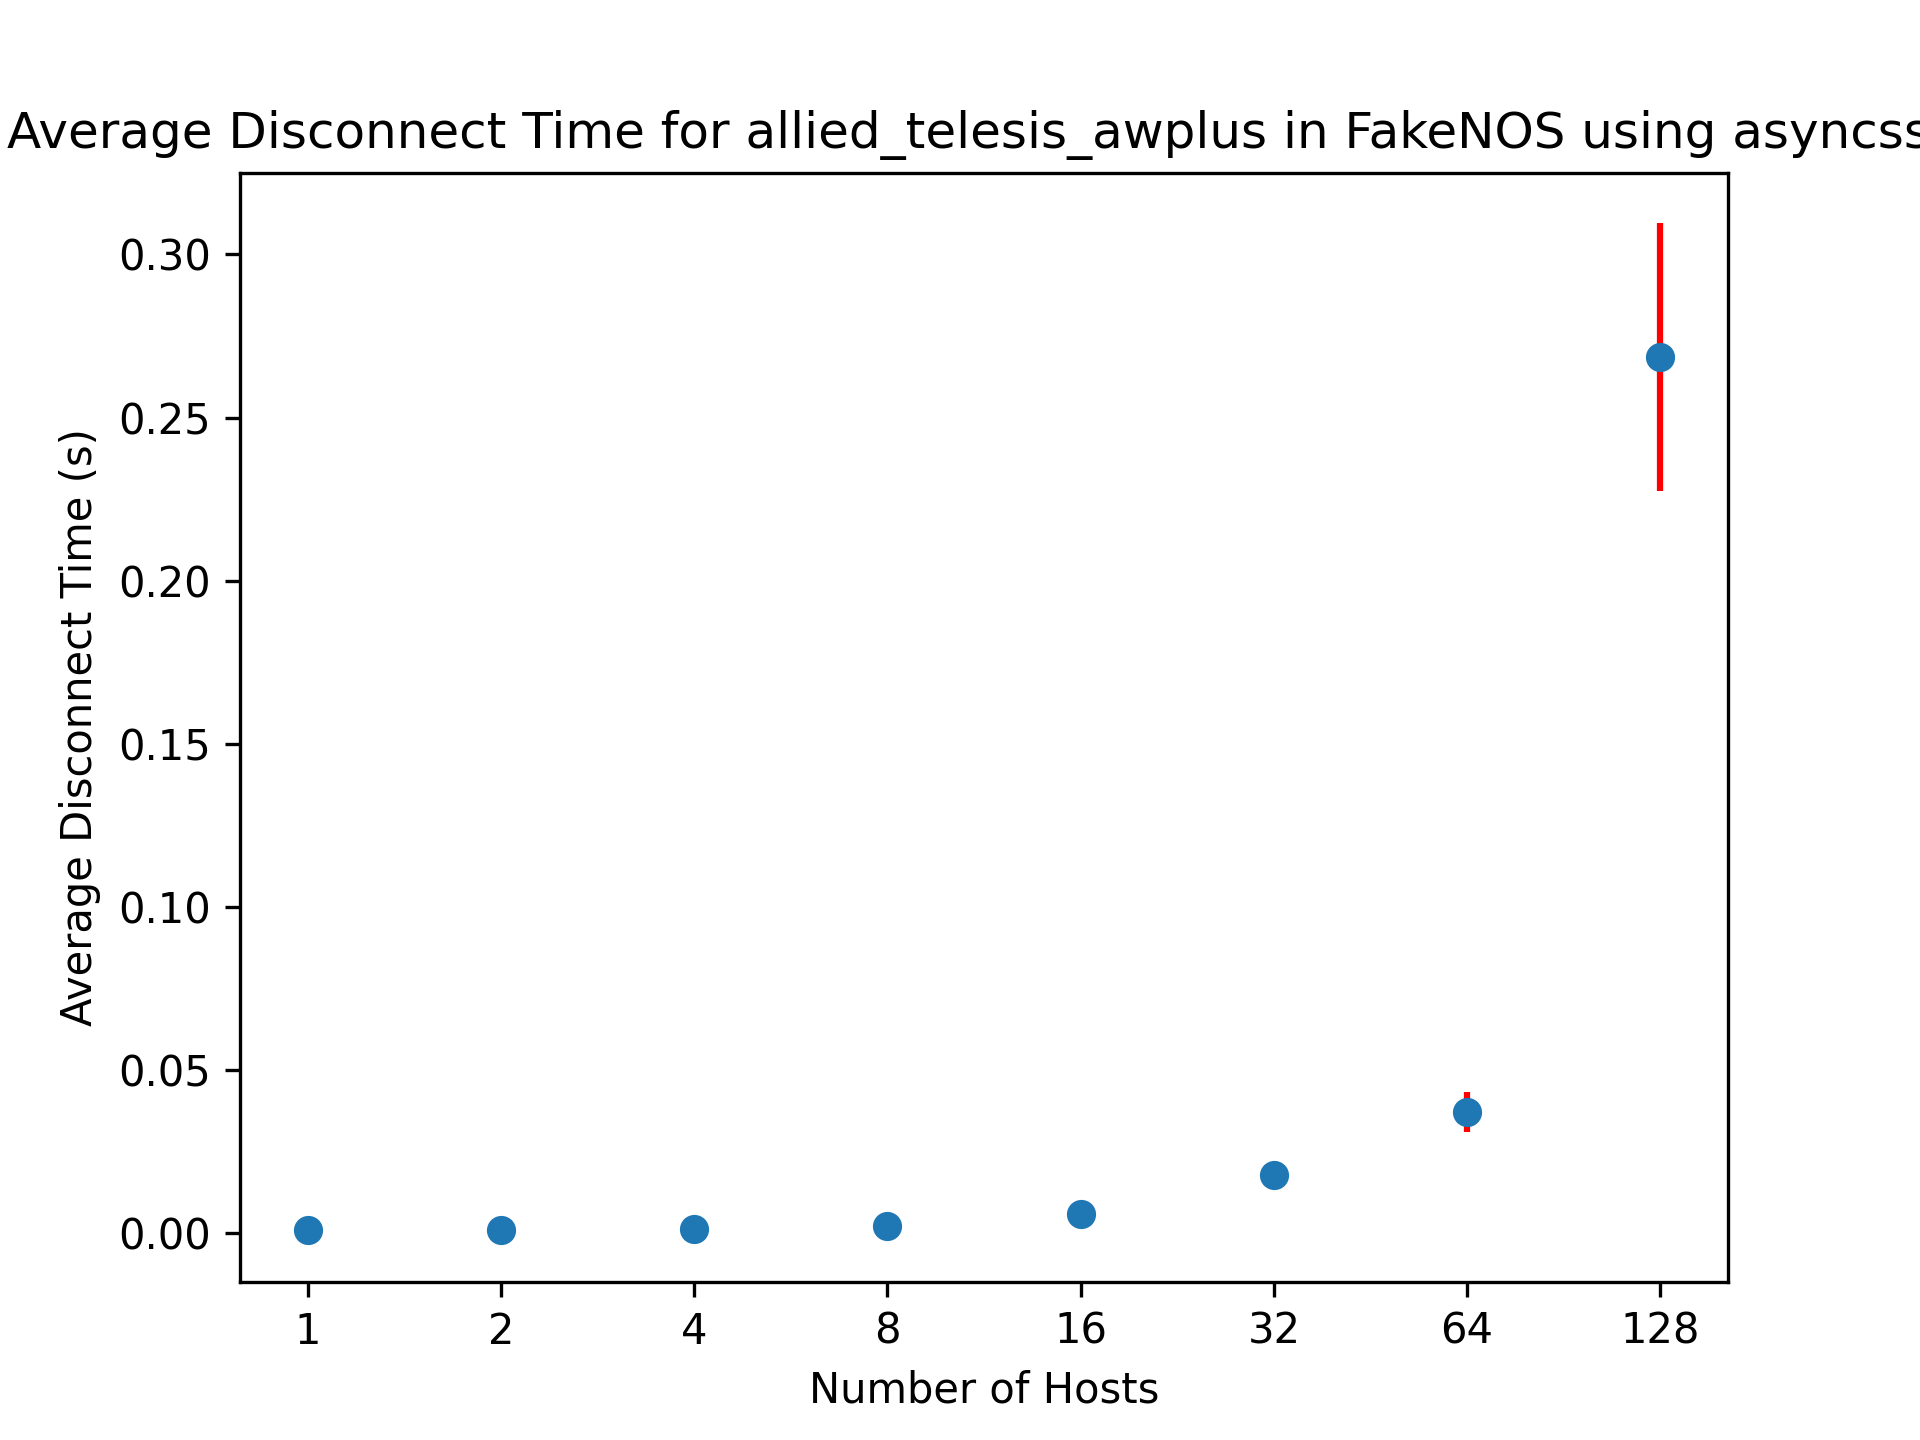 Average Disconnect Time for allied_telesis_awplus in FakeNOS using asyncss
0.30
0.25
0.20
0.15
0.10
0.05
0.00
Average Disconnect Time (s)
1 2 4 8 16 32 64 128
Number of Hosts